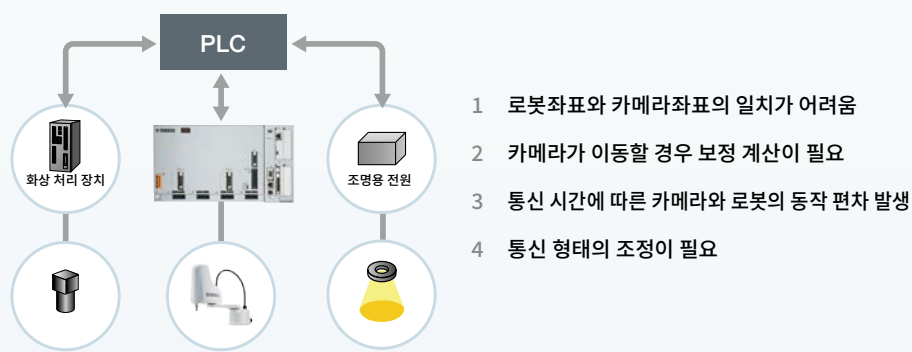 PLC
화상 처리 장치
YAMAHA
조명용 전원
1 로봇좌표와 카메라좌표의 일치가 어려움
2 카메라가 이동할 경우 보정 계산이 필요
3 통신 시간에 따른 카메라와 로봇의 동작 편차 발생
4 통신 형태의 조정이 필요